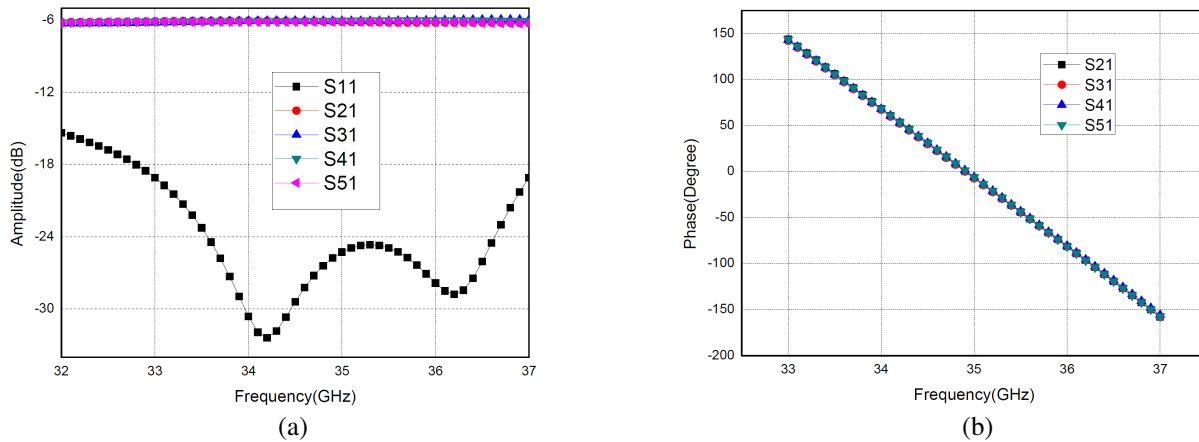 -6
-12
-18
-24
-30
Amplitude(dB)
S11
S21
S31
S41
S51
32 33 34 35 36 37
Frequency(GHz)
(a)
150
100
50
0
-50
-100
-150
-200
Phase(Degree)
S21
S31
S41
S51
33 34 35 36 37
Frequency(GHz)
(b)